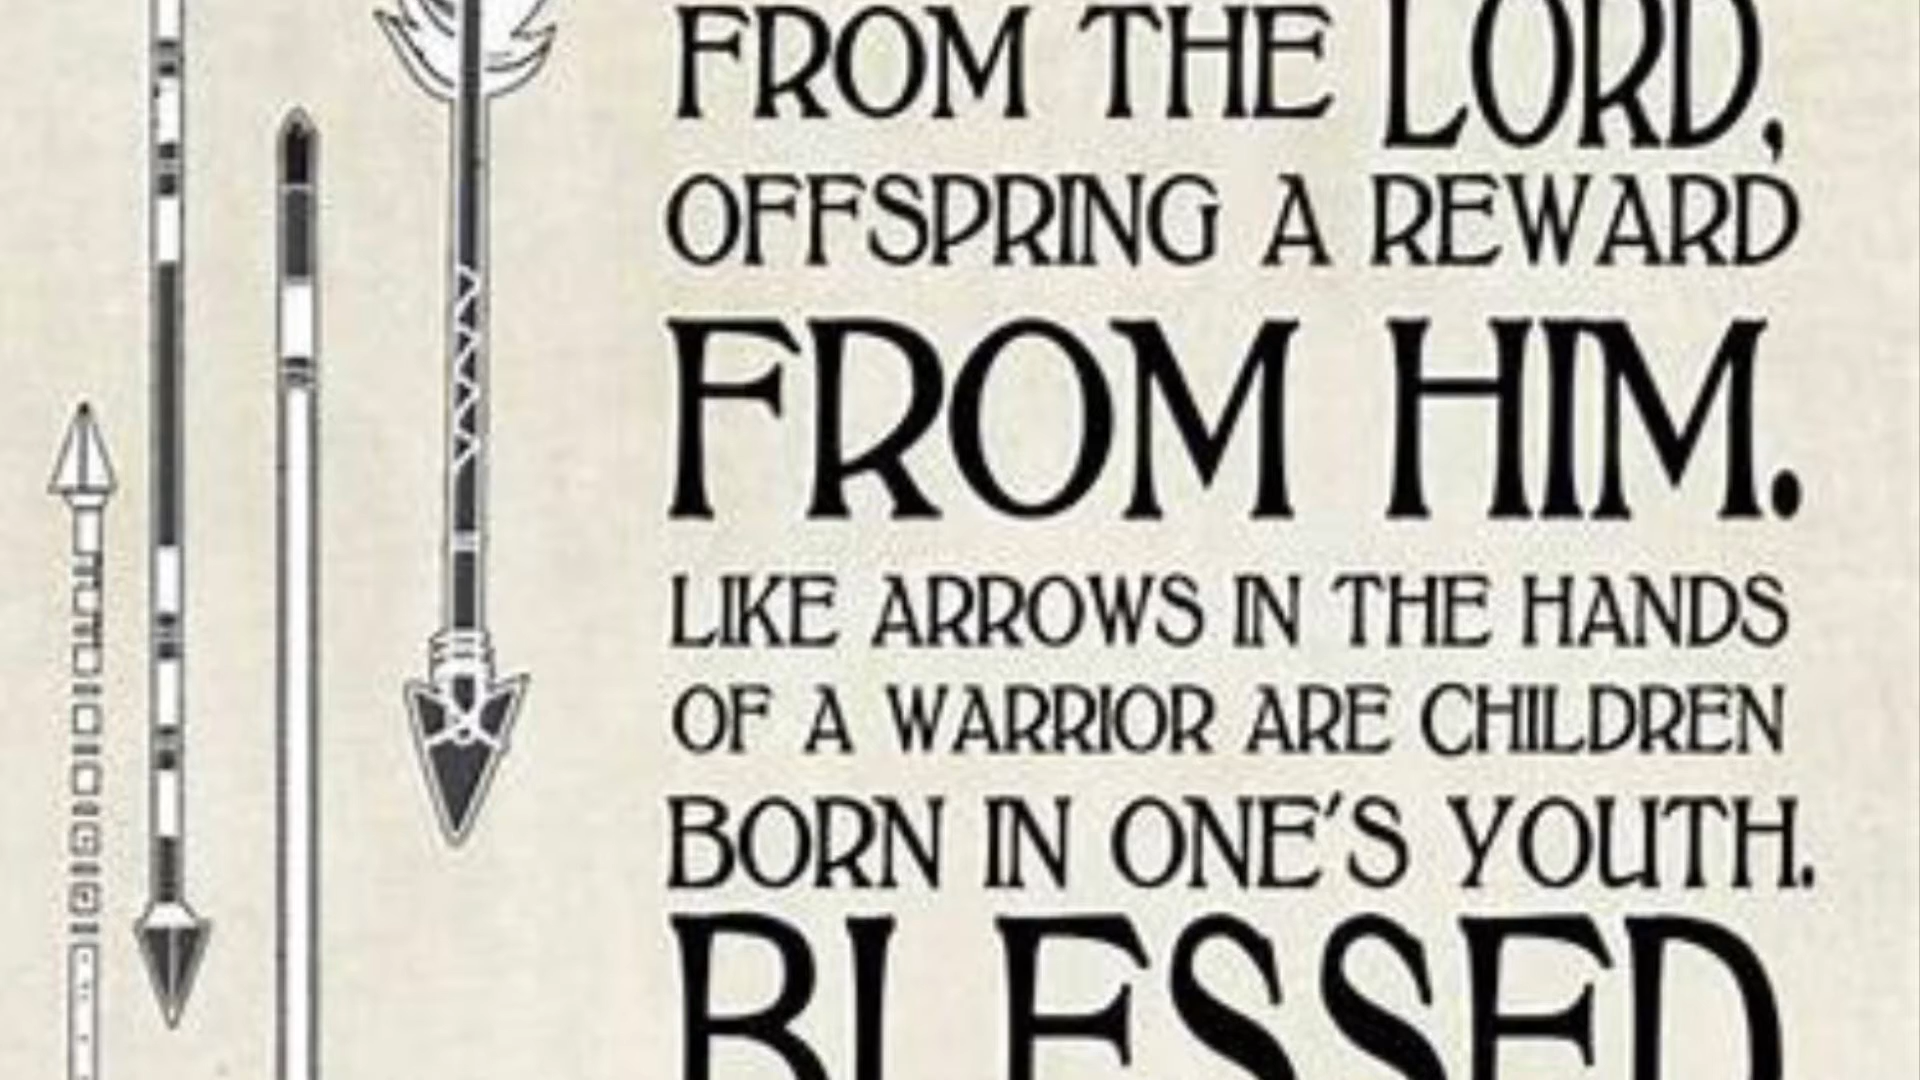 FROM THE LORD,
OFFSPRING A REWARD
FROM HIM.
LIKE ARROWS IN THE HANDS
OF A WARRIOR ARE CHILDREN
BORN IN ONE'S YOUTH.
BLESSED